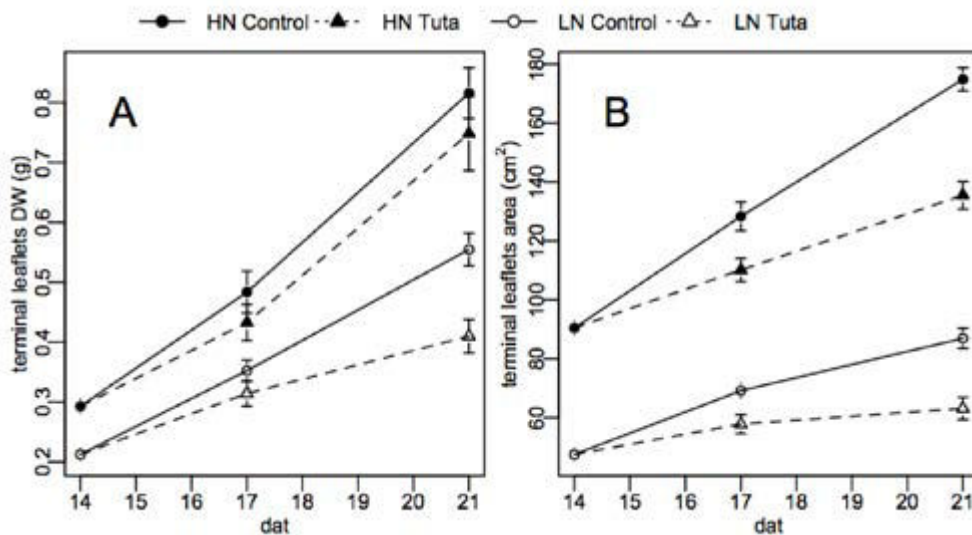 HN Control HN Tuta LN Control LN Tuta
A
terminal leaflets DW (g)
0.8
0.7
0.6
0.5
0.4
0.3
0.2
14 15 16 17 18 19 20 21
dat
B
terminal leaflets area (cm²)
180
160
140
120
100
80
60
14 15 16 17 18 19 20 21
dat